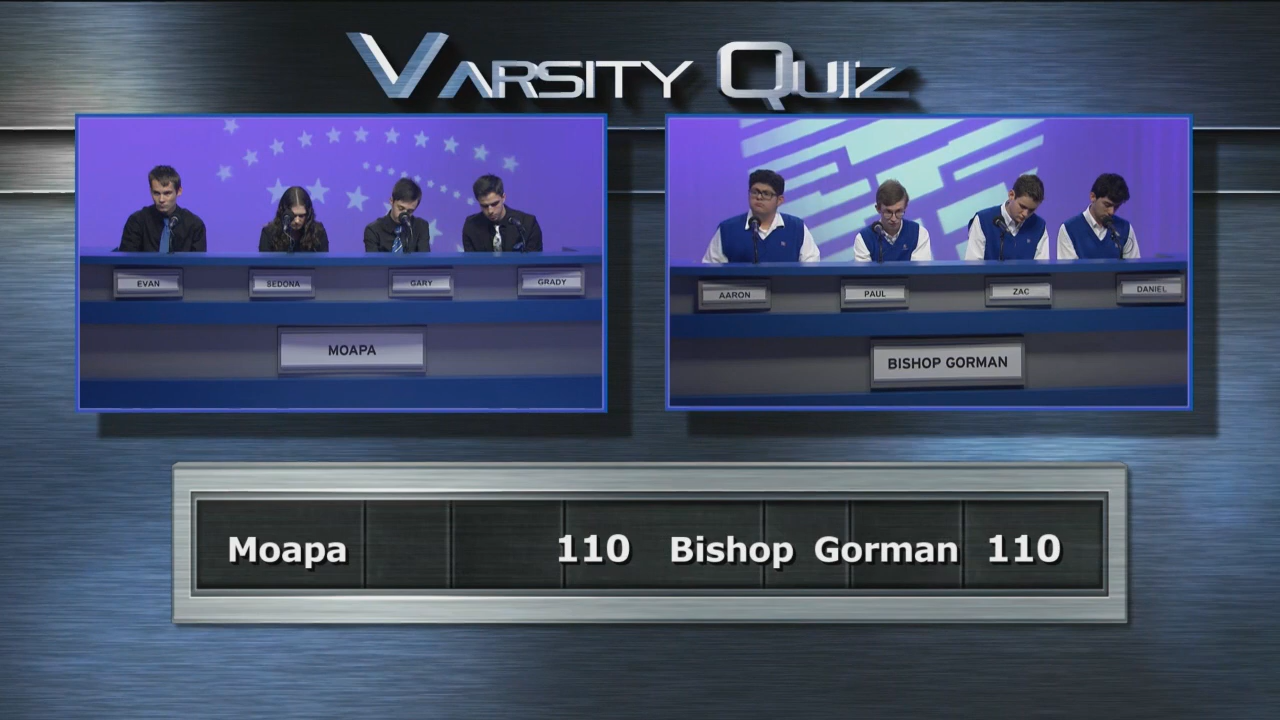 VARSITY QUIZ
EVAN SEDONA GARY GRADY
MOAPA
AARON PAUL ZAC DANIEL
BISHOP GORMAN
Moapa 110 Bishop Gorman 110